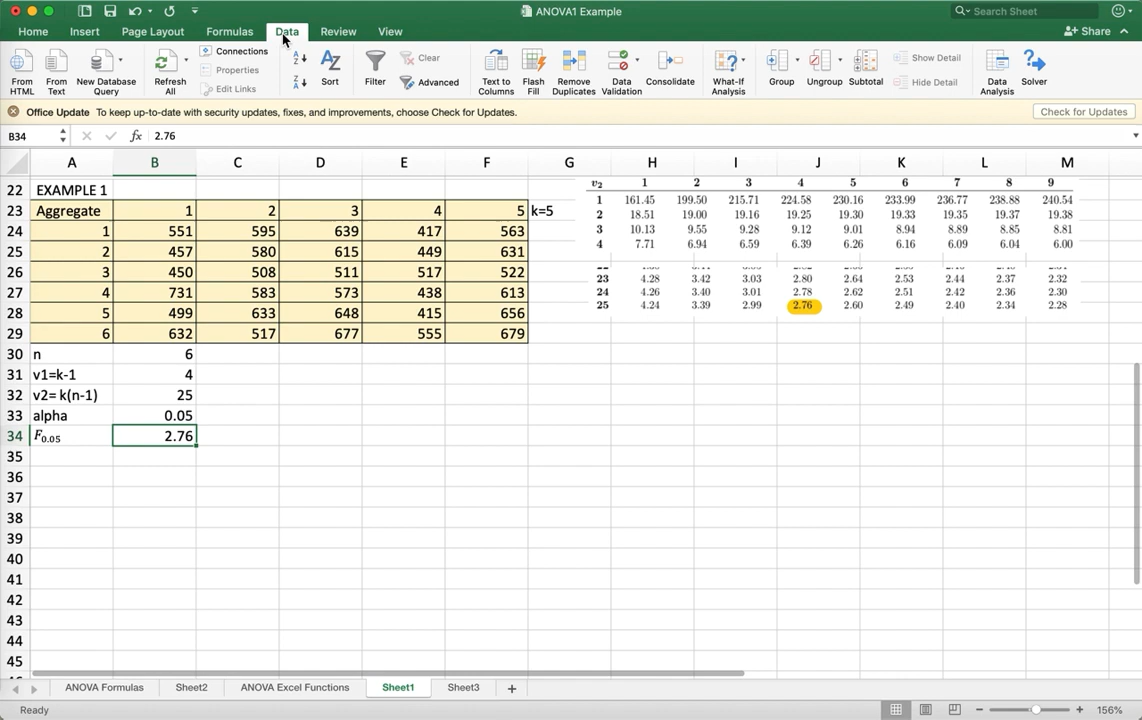 ANOVA1 Example
Search Sheet
Home Insert Page Layout Formulas Data Review View
Share
From HTML
From Text
New Database Query
Refresh All
Connections
Properties
Edit Links
Sort
Filter
Clear
Advanced
Text to Columns
Flash Fill
Remove Duplicates
Data Validation
Consolidate
What-If Analysis
Group
Ungroup
Subtotal
Show Detail
Hide Detail
Data Analysis
Solver
Office Update To keep up-to-date with security updates, fixes, and improvements, choose Check for Updates.
Check for Updates
B34 fx 2.76
A B C D E F G H I J K L M
22 EXAMPLE 1
23 Aggregate 1 2 3 4 5 k=5
24 1 551 595 639 417 563
25 2 457 580 615 449 631
26 3 450 508 511 517 522
27 4 731 583 573 438 613
28 5 499 633 648 415 656
29 6 632 517 677 555 679
30 n 6
31 v1=k-1 4
32 v2= k(n-1) 25
33 alpha 0.05
34 F0.05 2.76
35
36
37
38
39
40
41
42
43
44
45
v2 1 2 3 4 5 6 7 8 9
1 161.45 199.50 215.71 224.58 230.16 233.99 236.77 238.88 240.54
2 18.51 19.00 19.16 19.25 19.30 19.33 19.35 19.37 19.38
3 10.13 9.55 9.28 9.12 9.01 8.94 8.89 8.85 8.81
4 7.71 6.94 6.59 6.39 6.26 6.16 6.09 6.04 6.00
23 4.28 3.42 3.03 2.80 2.64 2.53 2.44 2.37 2.32
24 4.26 3.40 3.01 2.78 2.62 2.51 2.42 2.36 2.30
25 4.24 3.39 2.99 2.76 2.60 2.49 2.40 2.34 2.28
ANOVA Formulas Sheet2 ANOVA Excel Functions Sheet1 Sheet3 +
Ready
156%